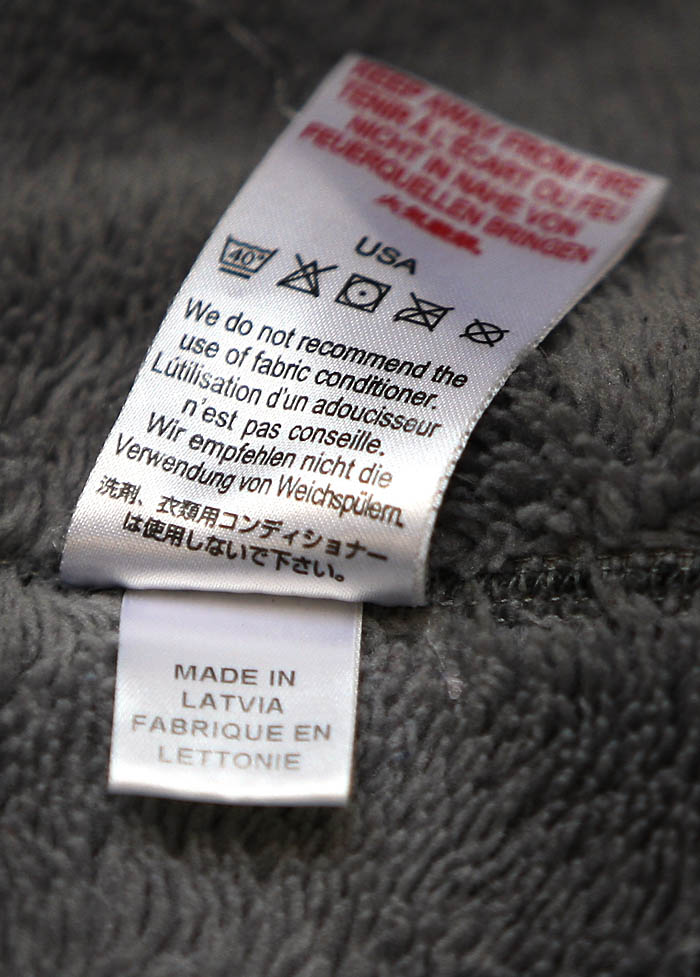 KEEP AWAY FROM FIRE
TENIR À L'ÉCART OU FEU
NICHT IN NÄHE VON
FEUERQUELLEN BRINGEN
USA
40°
We do not recommend the
use of fabric conditioner.
Lútilisation d'un adoucisseur
n'est pas conseille.
Wir empfehlen nicht die
Verwendung von Weichspülern.
洗剤、衣類用コンディショナー
は使用しないで下さい。
MADE IN
LATVIA
FABRIQUE EN
LETTONIE